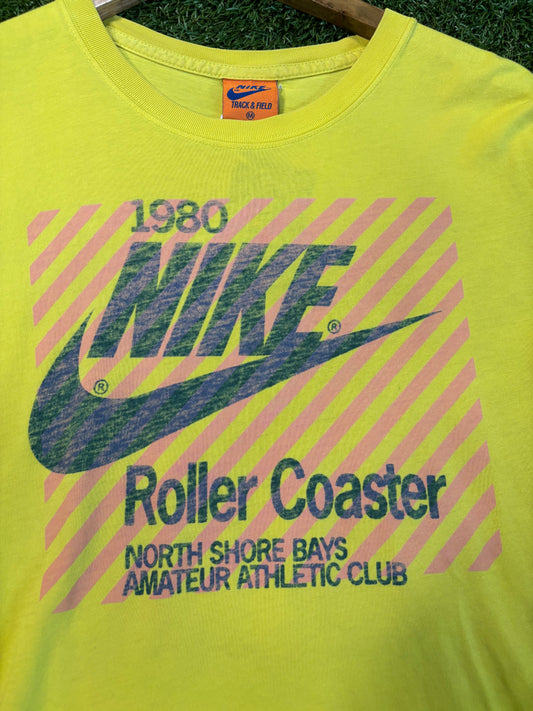 NIKE
TRACK & FIELD
M
1980
NIKE®
®
Roller Coaster
NORTH SHORE BAYS
AMATEUR ATHLETIC CLUB